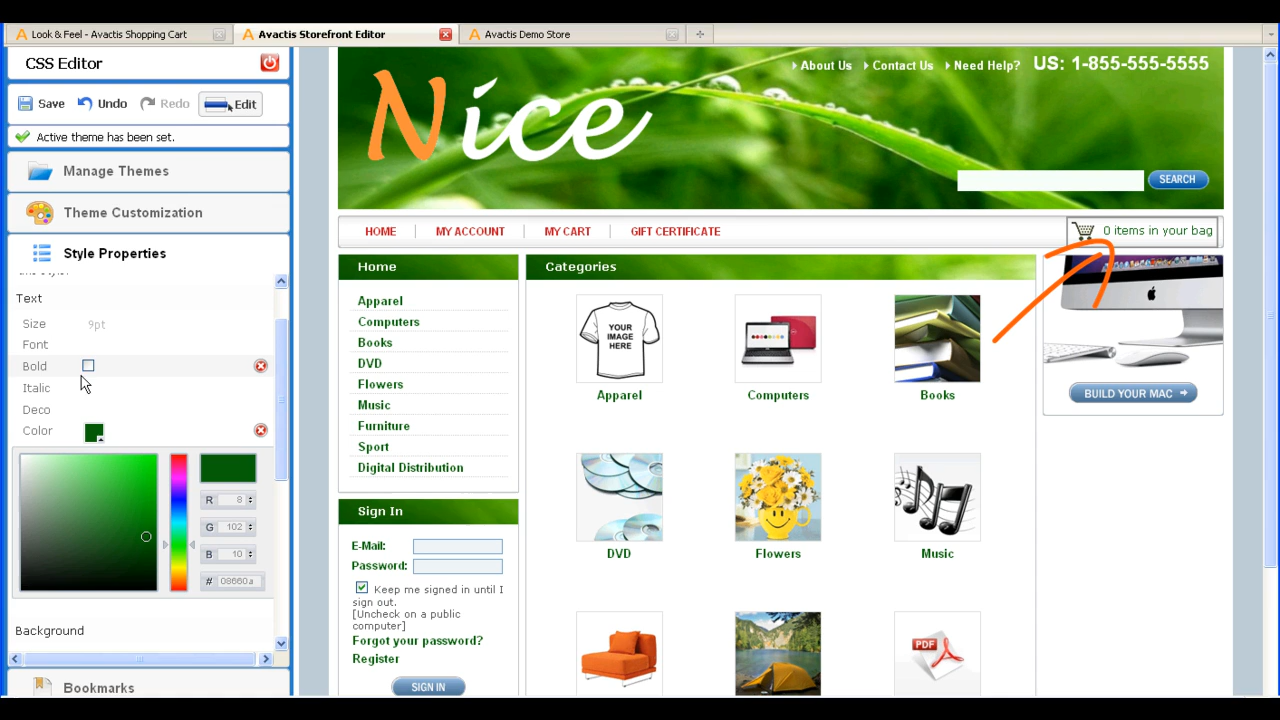 Look & Feel - Avactis Shopping Cart
Avactis Storefront Editor
Avactis Demo Store
CSS Editor
Save
Undo
Redo
Edit
Active theme has been set.
Manage Themes
Theme Customization
Style Properties
Text
Size 9pt
Font
Bold
Italic
Deco
Color
R 8
G 102
B 10
# 08660a
Background
Bookmarks
About Us
Contact Us
Need Help?
US: 1-855-555-5555
Nice
SEARCH
HOME
MY ACCOUNT
MY CART
GIFT CERTIFICATE
0 items in your bag
Home
Apparel
Computers
Books
DVD
Flowers
Music
Furniture
Sport
Digital Distribution
Sign In
E-Mail:
Password:
Keep me signed in until I
sign out.
[Uncheck on a public
computer]
Forgot your password?
Register
SIGN IN
Categories
YOUR
IMAGE
HERE
Apparel
Computers
Books
DVD
Flowers
Music
PDF
BUILD YOUR MAC